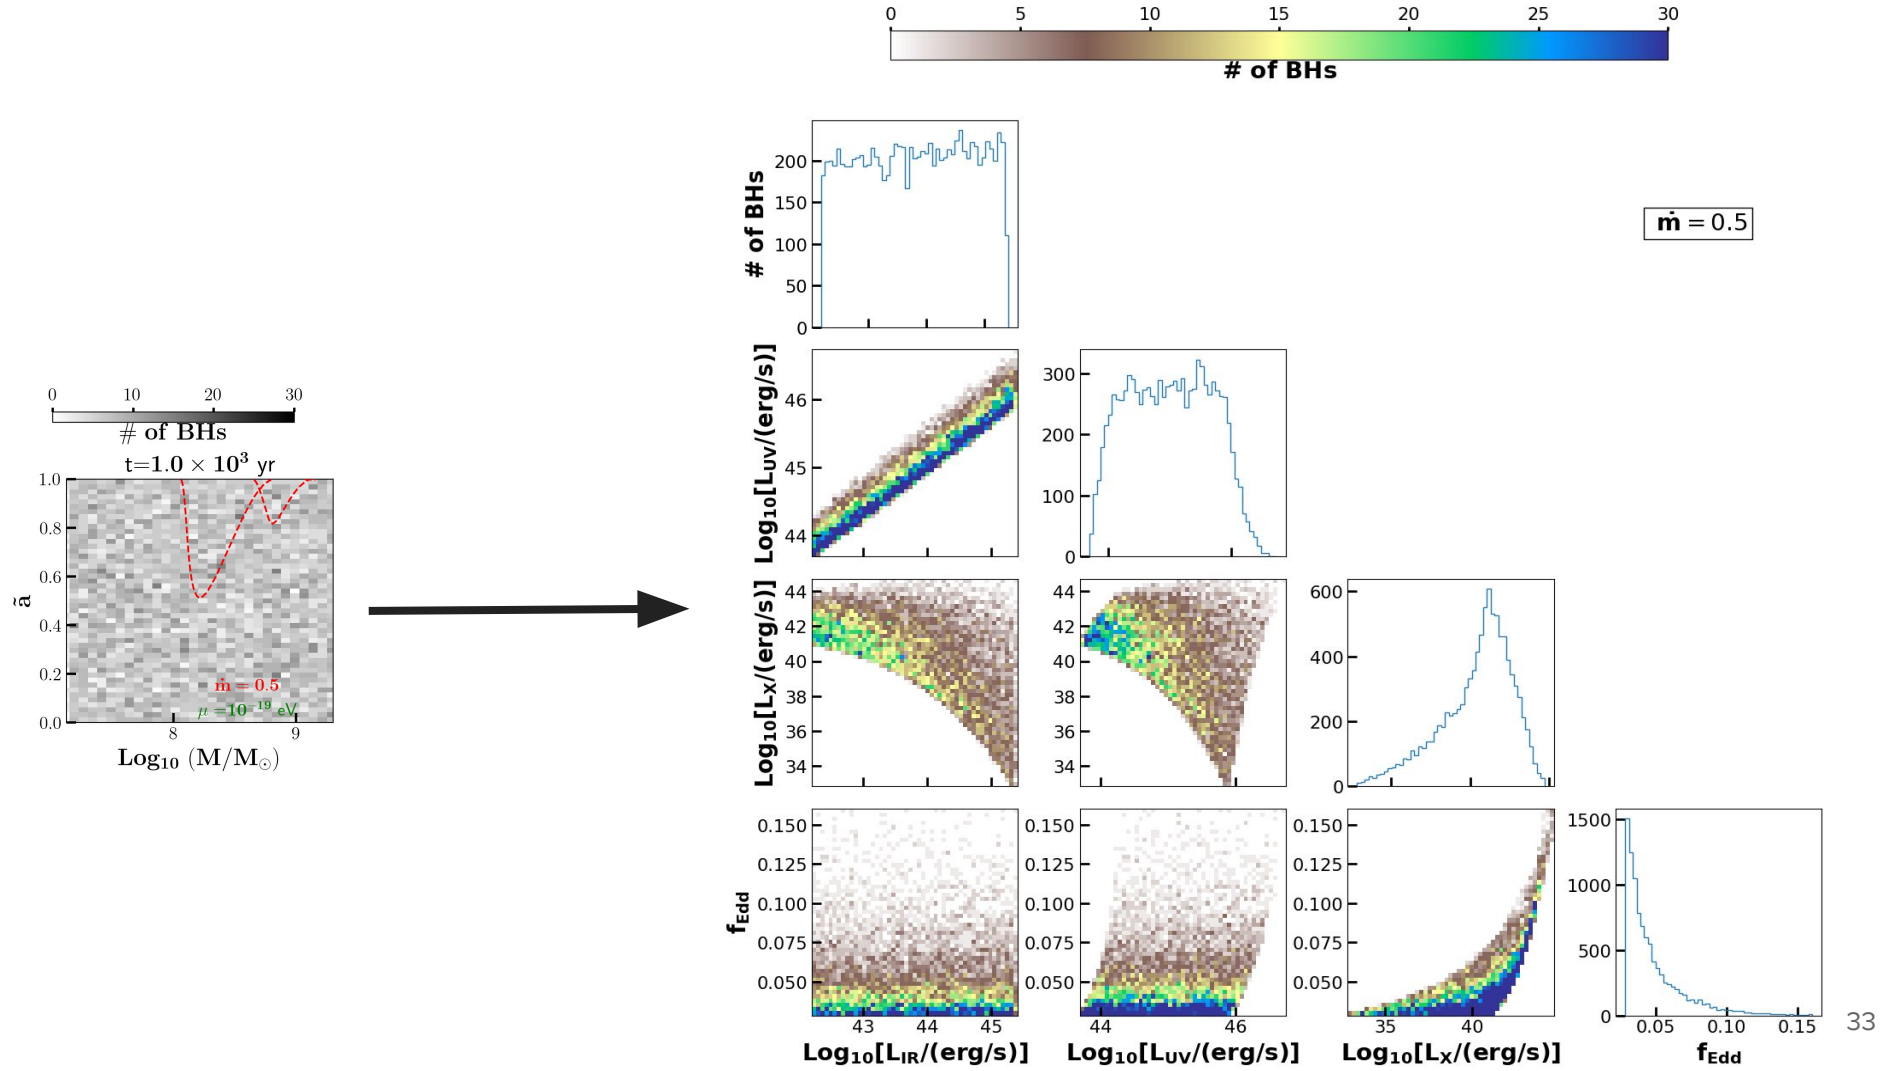 0 5 10 15 20 25 30
# of BHs
ṁ = 0.5
# of BHs
200
150
100
50
0
0 10 20 30
# of BHs
t=1.0 × 10³ yr
1.0
0.8
0.6
0.4
0.2
0.0
ã
ṁ = 0.5
μ = 10⁻¹⁹ eV
8 9
Log₁₀ (M/M☉)
Log₁₀[L_UV/(erg/s)]
46
45
44
300
200
100
0
Log₁₀[L_X/(erg/s)]
44
42
40
38
36
34
44
42
40
38
36
34
600
400
200
0
f_Edd
0.150
0.125
0.100
0.075
0.050
43 44 45
Log₁₀[L_IR/(erg/s)]
0.150
0.125
0.100
0.075
0.050
44 46
Log₁₀[L_UV/(erg/s)]
0.150
0.125
0.100
0.075
0.050
35 40
Log₁₀[L_X/(erg/s)]
1500
1000
500
0
0.05 0.10 0.15
f_Edd
33